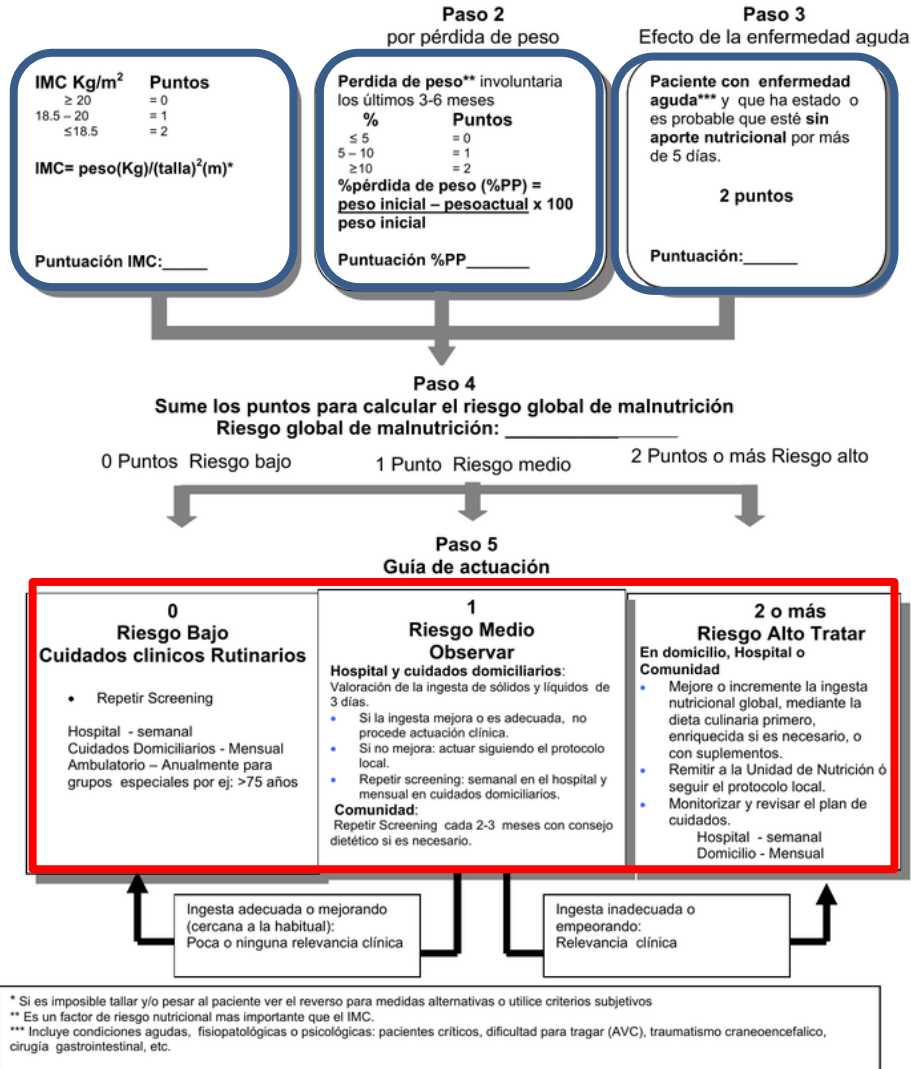 Paso 2
por pérdida de peso
Paso 3
Efecto de la enfermedad aguda
IMC Kg/m² Puntos
≥ 20 = 0
18.5 – 20 = 1
≤18.5 = 2
IMC= peso(Kg)/(talla)²(m)*
Puntuación IMC:_____
Perdida de peso** involuntaria
los últimos 3-6 meses
% Puntos
≤ 5 = 0
5 – 10 = 1
≥10 = 2
%pérdida de peso (%PP) =
peso inicial – pesoactual x 100
peso inicial
Puntuación %PP_______
Paciente con enfermedad
aguda*** y que ha estado o
es probable que esté sin
aporte nutricional por más
de 5 días.
2 puntos
Puntuación:______
Paso 4
Sume los puntos para calcular el riesgo global de malnutrición
Riesgo global de malnutrición: ______________
0 Puntos Riesgo bajo
1 Punto Riesgo medio
2 Puntos o más Riesgo alto
Paso 5
Guía de actuación
0
Riesgo Bajo
Cuidados clinicos Rutinarios
• Repetir Screening
Hospital - semanal
Cuidados Domiciliarios - Mensual
Ambulatorio – Anualmente para
grupos especiales por ej: >75 años
1
Riesgo Medio
Observar
Hospital y cuidados domiciliarios:
Valoración de la ingesta de sólidos y líquidos de
3 días.
• Si la ingesta mejora o es adecuada, no
procede actuación clínica.
• Si no mejora: actuar siguiendo el protocolo
local.
• Repetir screening: semanal en el hospital y
mensual en cuidados domiciliarios.
Comunidad:
Repetir Screening cada 2-3 meses con consejo
dietético si es necesario.
2 o más
Riesgo Alto Tratar
En domicilio, Hospital o
Comunidad
• Mejore o incremente la ingesta
nutricional global, mediante la
dieta culinaria primero,
enriquecida si es necesario, o
con suplementos.
• Remitir a la Unidad de Nutrición ó
seguir el protocolo local.
• Monitorizar y revisar el plan de
cuidados.
Hospital - semanal
Domicilio - Mensual
Ingesta adecuada o mejorando
(cercana a la habitual):
Poca o ninguna relevancia clínica
Ingesta inadecuada o
empeorando:
Relevancia clínica
* Si es imposible tallar y/o pesar al paciente ver el reverso para medidas alternativas o utilice criterios subjetivos
** Es un factor de riesgo nutricional mas importante que el IMC.
*** Incluye condiciones agudas, fisiopatológicas o psicológicas: pacientes críticos, dificultad para tragar (AVC), traumatismo craneoencefalico,
cirugía gastrointestinal, etc.